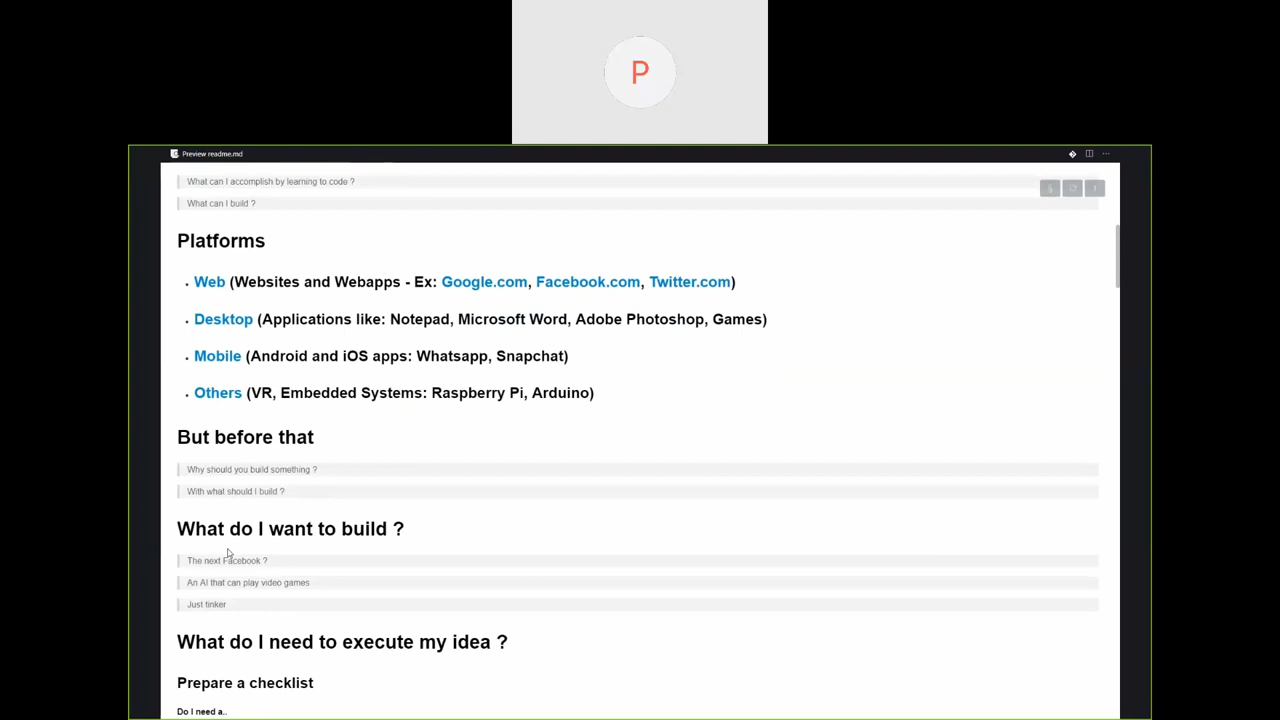 P
Preview readme.md
What can I accomplish by learning to code ?
What can I build ?
Platforms
Web (Websites and Webapps - Ex: Google.com, Facebook.com, Twitter.com)
Desktop (Applications like: Notepad, Microsoft Word, Adobe Photoshop, Games)
Mobile (Android and iOS apps: Whatsapp, Snapchat)
Others (VR, Embedded Systems: Raspberry Pi, Arduino)
But before that
Why should you build something ?
With what should I build ?
What do I want to build ?
The next Facebook ?
An AI that can play video games
Just tinker
What do I need to execute my idea ?
Prepare a checklist
Do I need a..